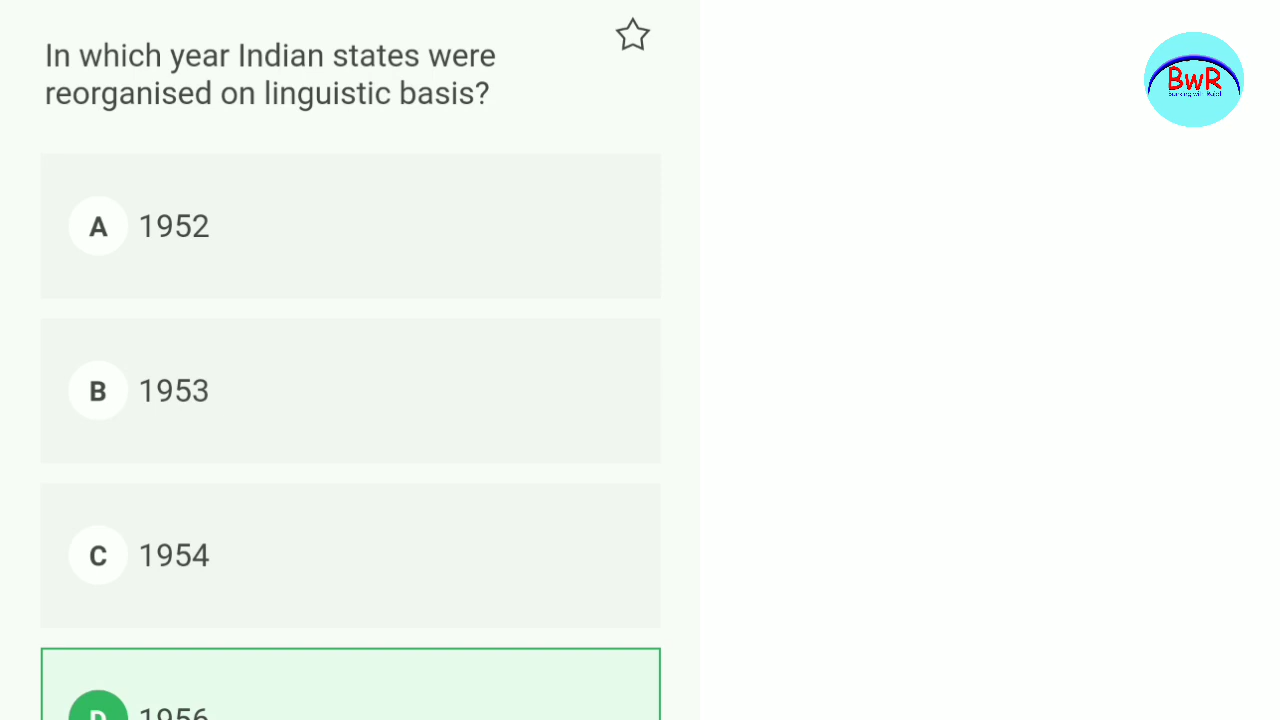 In which year Indian states were
reorganised on linguistic basis?
BwR
A 1952
B 1953
C 1954
D 1956